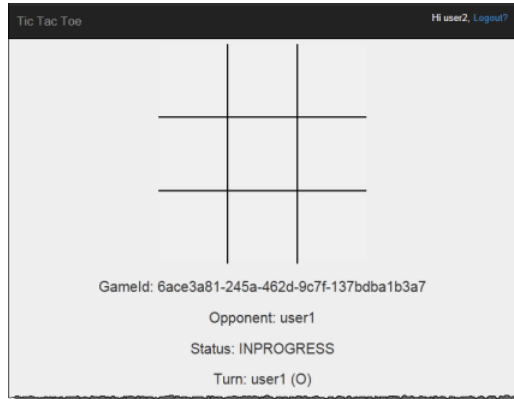 Tic Tac Toe
Hi user2, Logout?
GameId: 6ace3a81-245a-462d-9c7f-137bdba1b3a7
Opponent: user1
Status: INPROGRESS
Turn: user1 (O)